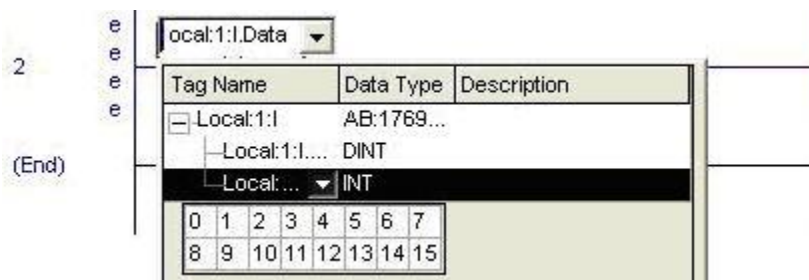 e
ocal:1:I.Data
e
2
e
Tag Name Data Type Description
e
Local:1:I AB:1769...
Local:1:I.... DINT
(End)
Local: ... INT
0 1 2 3 4 5 6 7
8 9 10 11 12 13 14 15